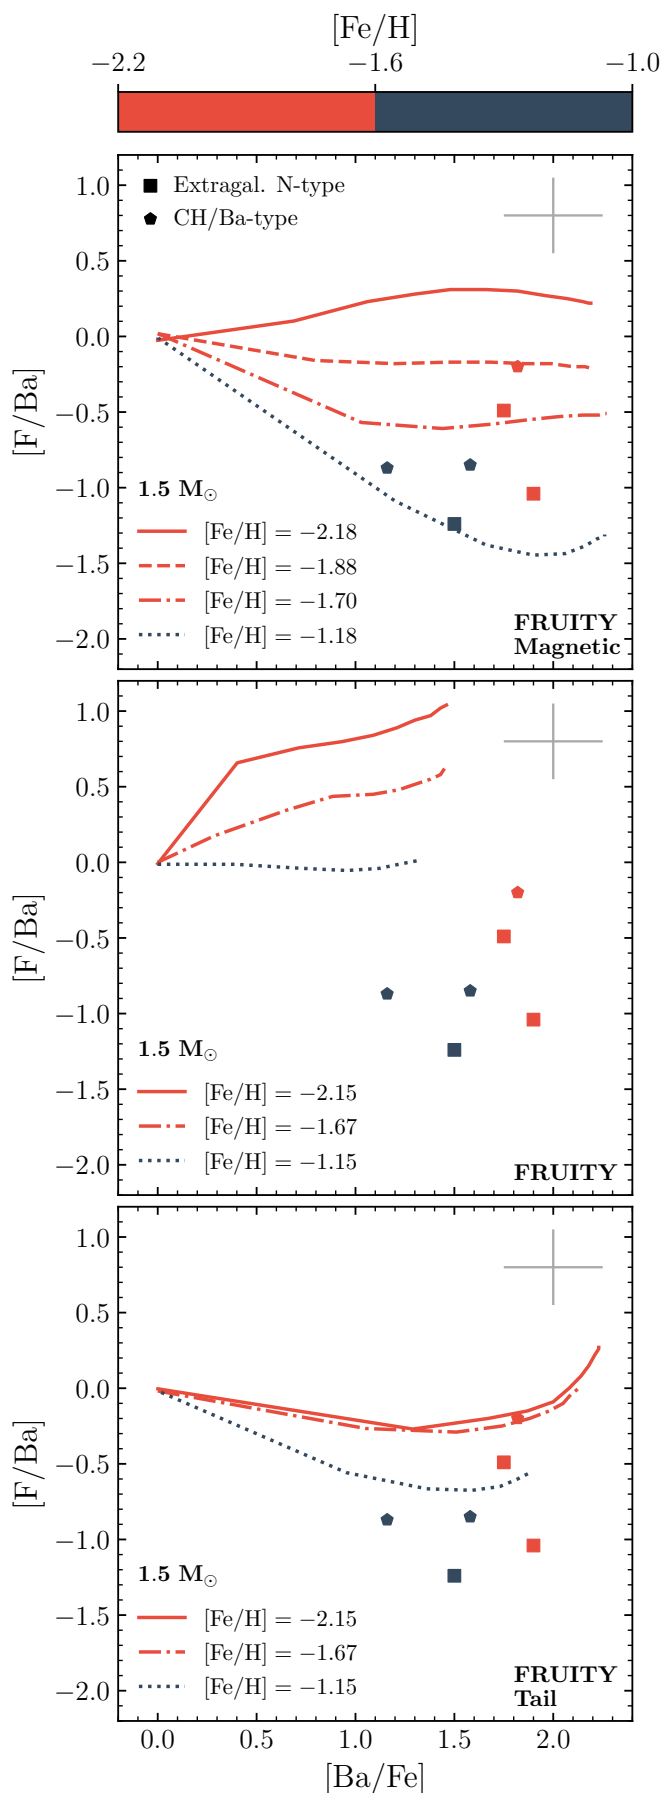 [Fe/H]
−2.2 −1.6 −1.0
1.0
0.5
0.0
−0.5
−1.0
−1.5
−2.0
[F/Ba]
Extragal. N-type
CH/Ba-type
1.5 M⊙
[Fe/H] = −2.18
[Fe/H] = −1.88
[Fe/H] = −1.70
[Fe/H] = −1.18
FRUITY
Magnetic
1.0
0.5
0.0
−0.5
−1.0
−1.5
−2.0
[F/Ba]
1.5 M⊙
[Fe/H] = −2.15
[Fe/H] = −1.67
[Fe/H] = −1.15
FRUITY
1.0
0.5
0.0
−0.5
−1.0
−1.5
−2.0
[F/Ba]
1.5 M⊙
[Fe/H] = −2.15
[Fe/H] = −1.67
[Fe/H] = −1.15
FRUITY
Tail
0.0 0.5 1.0 1.5 2.0
[Ba/Fe]